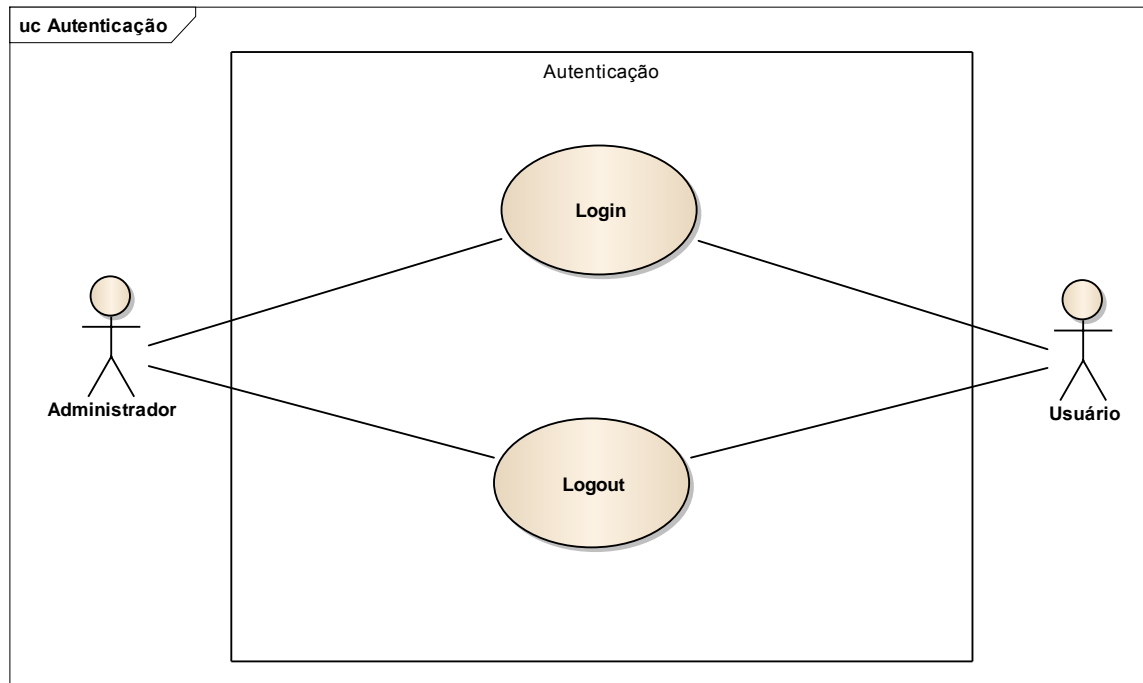 uc Autenticação
Autenticação
Login
Administrador
Usuário
Logout